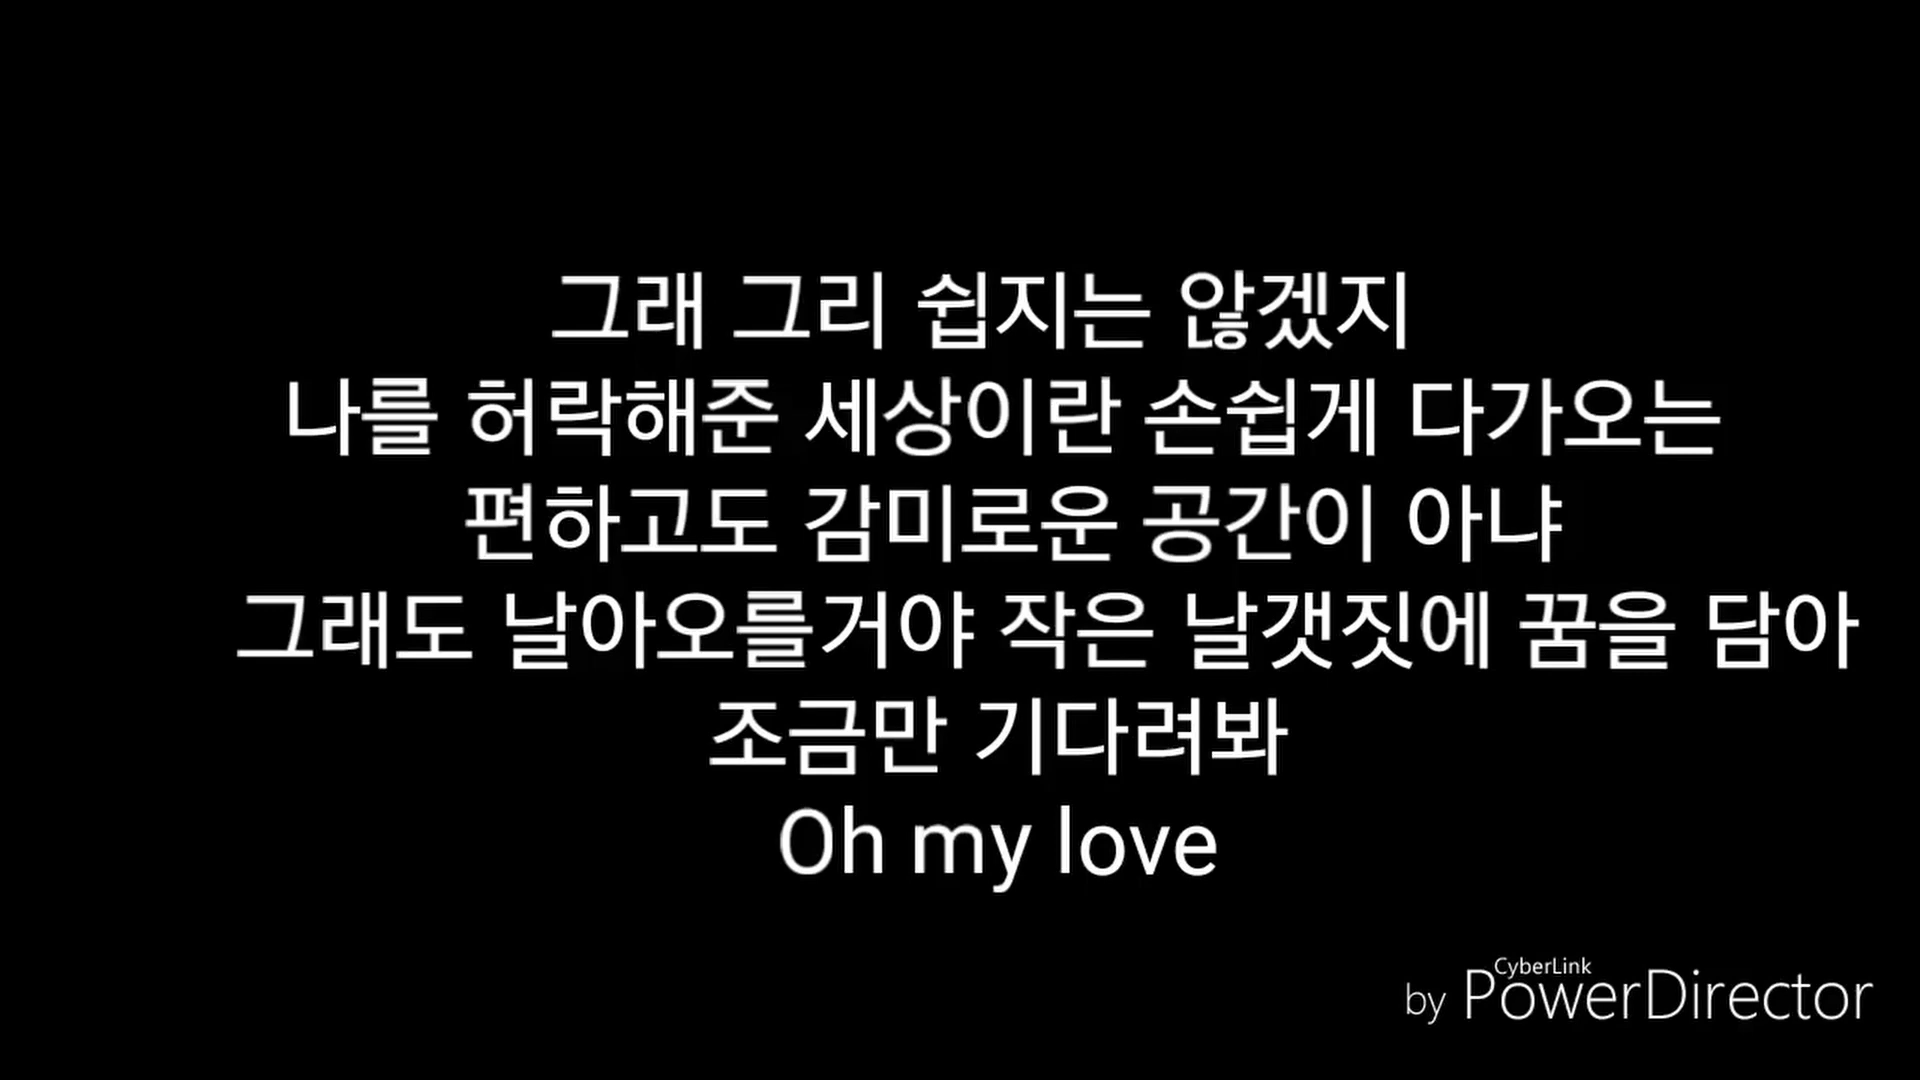 그래 그리 쉽지는 않겠지
나를 허락해준 세상이란 손쉽게 다가오는
편하고도 감미로운 공간이 아냐
그래도 날아오를거야 작은 날갯짓에 꿈을 담아
조금만 기다려봐
Oh my love
by CyberLink PowerDirector